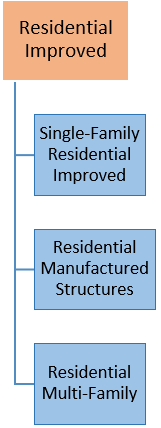 Residential
Improved
Single-Family
Residential
Improved
Residential
Manufactured
Structures
Residential
Multi-Family